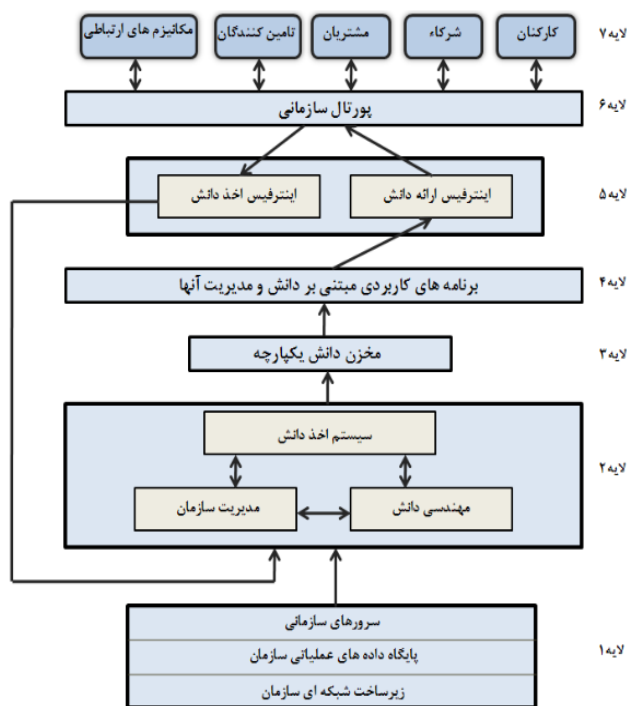 لایه۷
کارکنان
شرکاء
مشتریان
تامین کنندگان
مکانیزم های ارتباطی
لایه۶
پورتال سازمانی
لایه۵
اینترفیس ارائه دانش
اینترفیس اخذ دانش
لایه۴
برنامه های کاربردی مبتنی بر دانش و مدیریت آنها
لایه۳
مخزن دانش یکپارچه
لایه۲
سیستم اخذ دانش
مهندسی دانش
مدیریت سازمان
لایه۱
سرورهای سازمانی
پایگاه داده های عملیاتی سازمان
زیرساخت شبکه ای سازمان